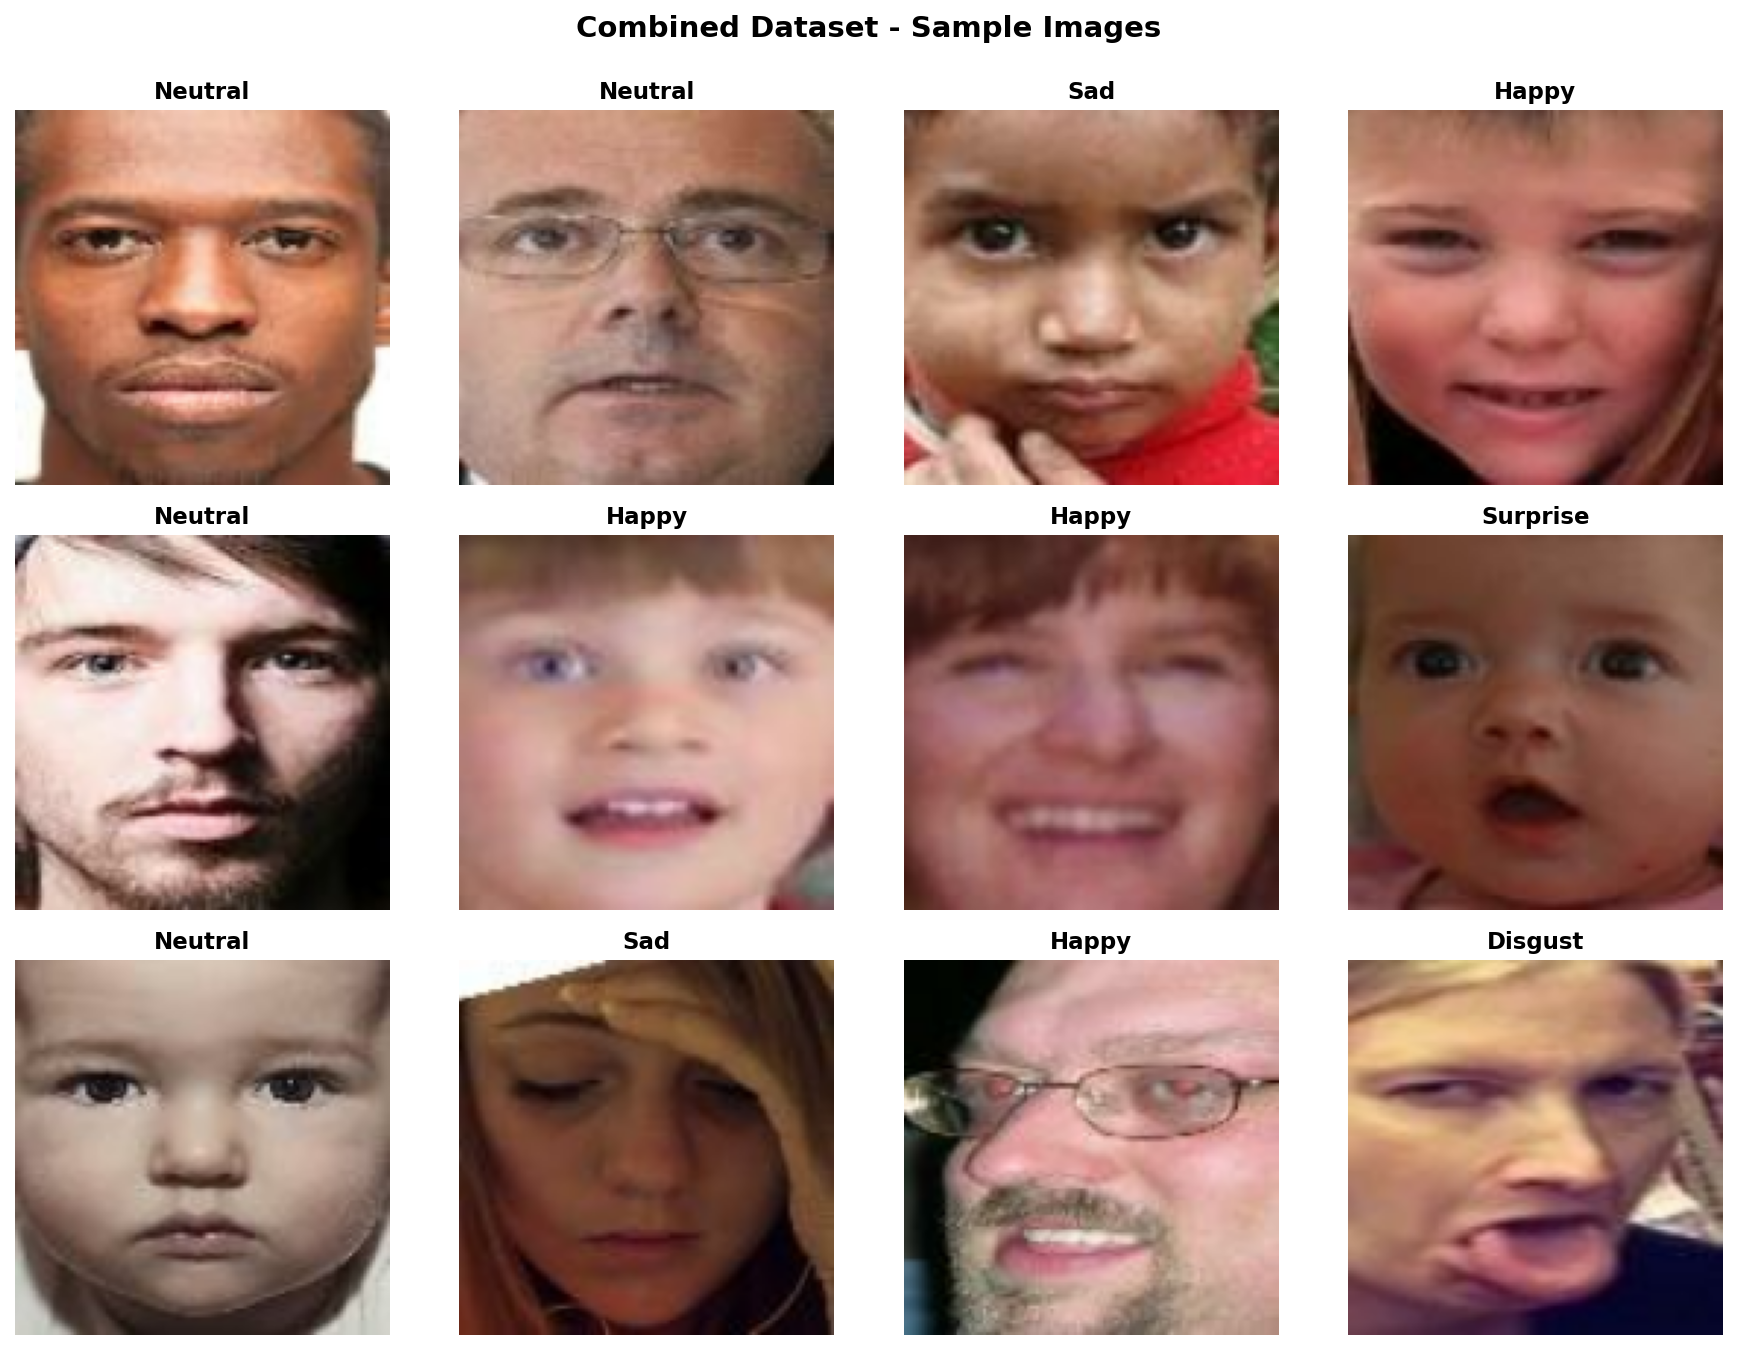 Combined Dataset - Sample Images
Neutral
Neutral
Sad
Happy
Neutral
Happy
Happy
Surprise
Neutral
Sad
Happy
Disgust